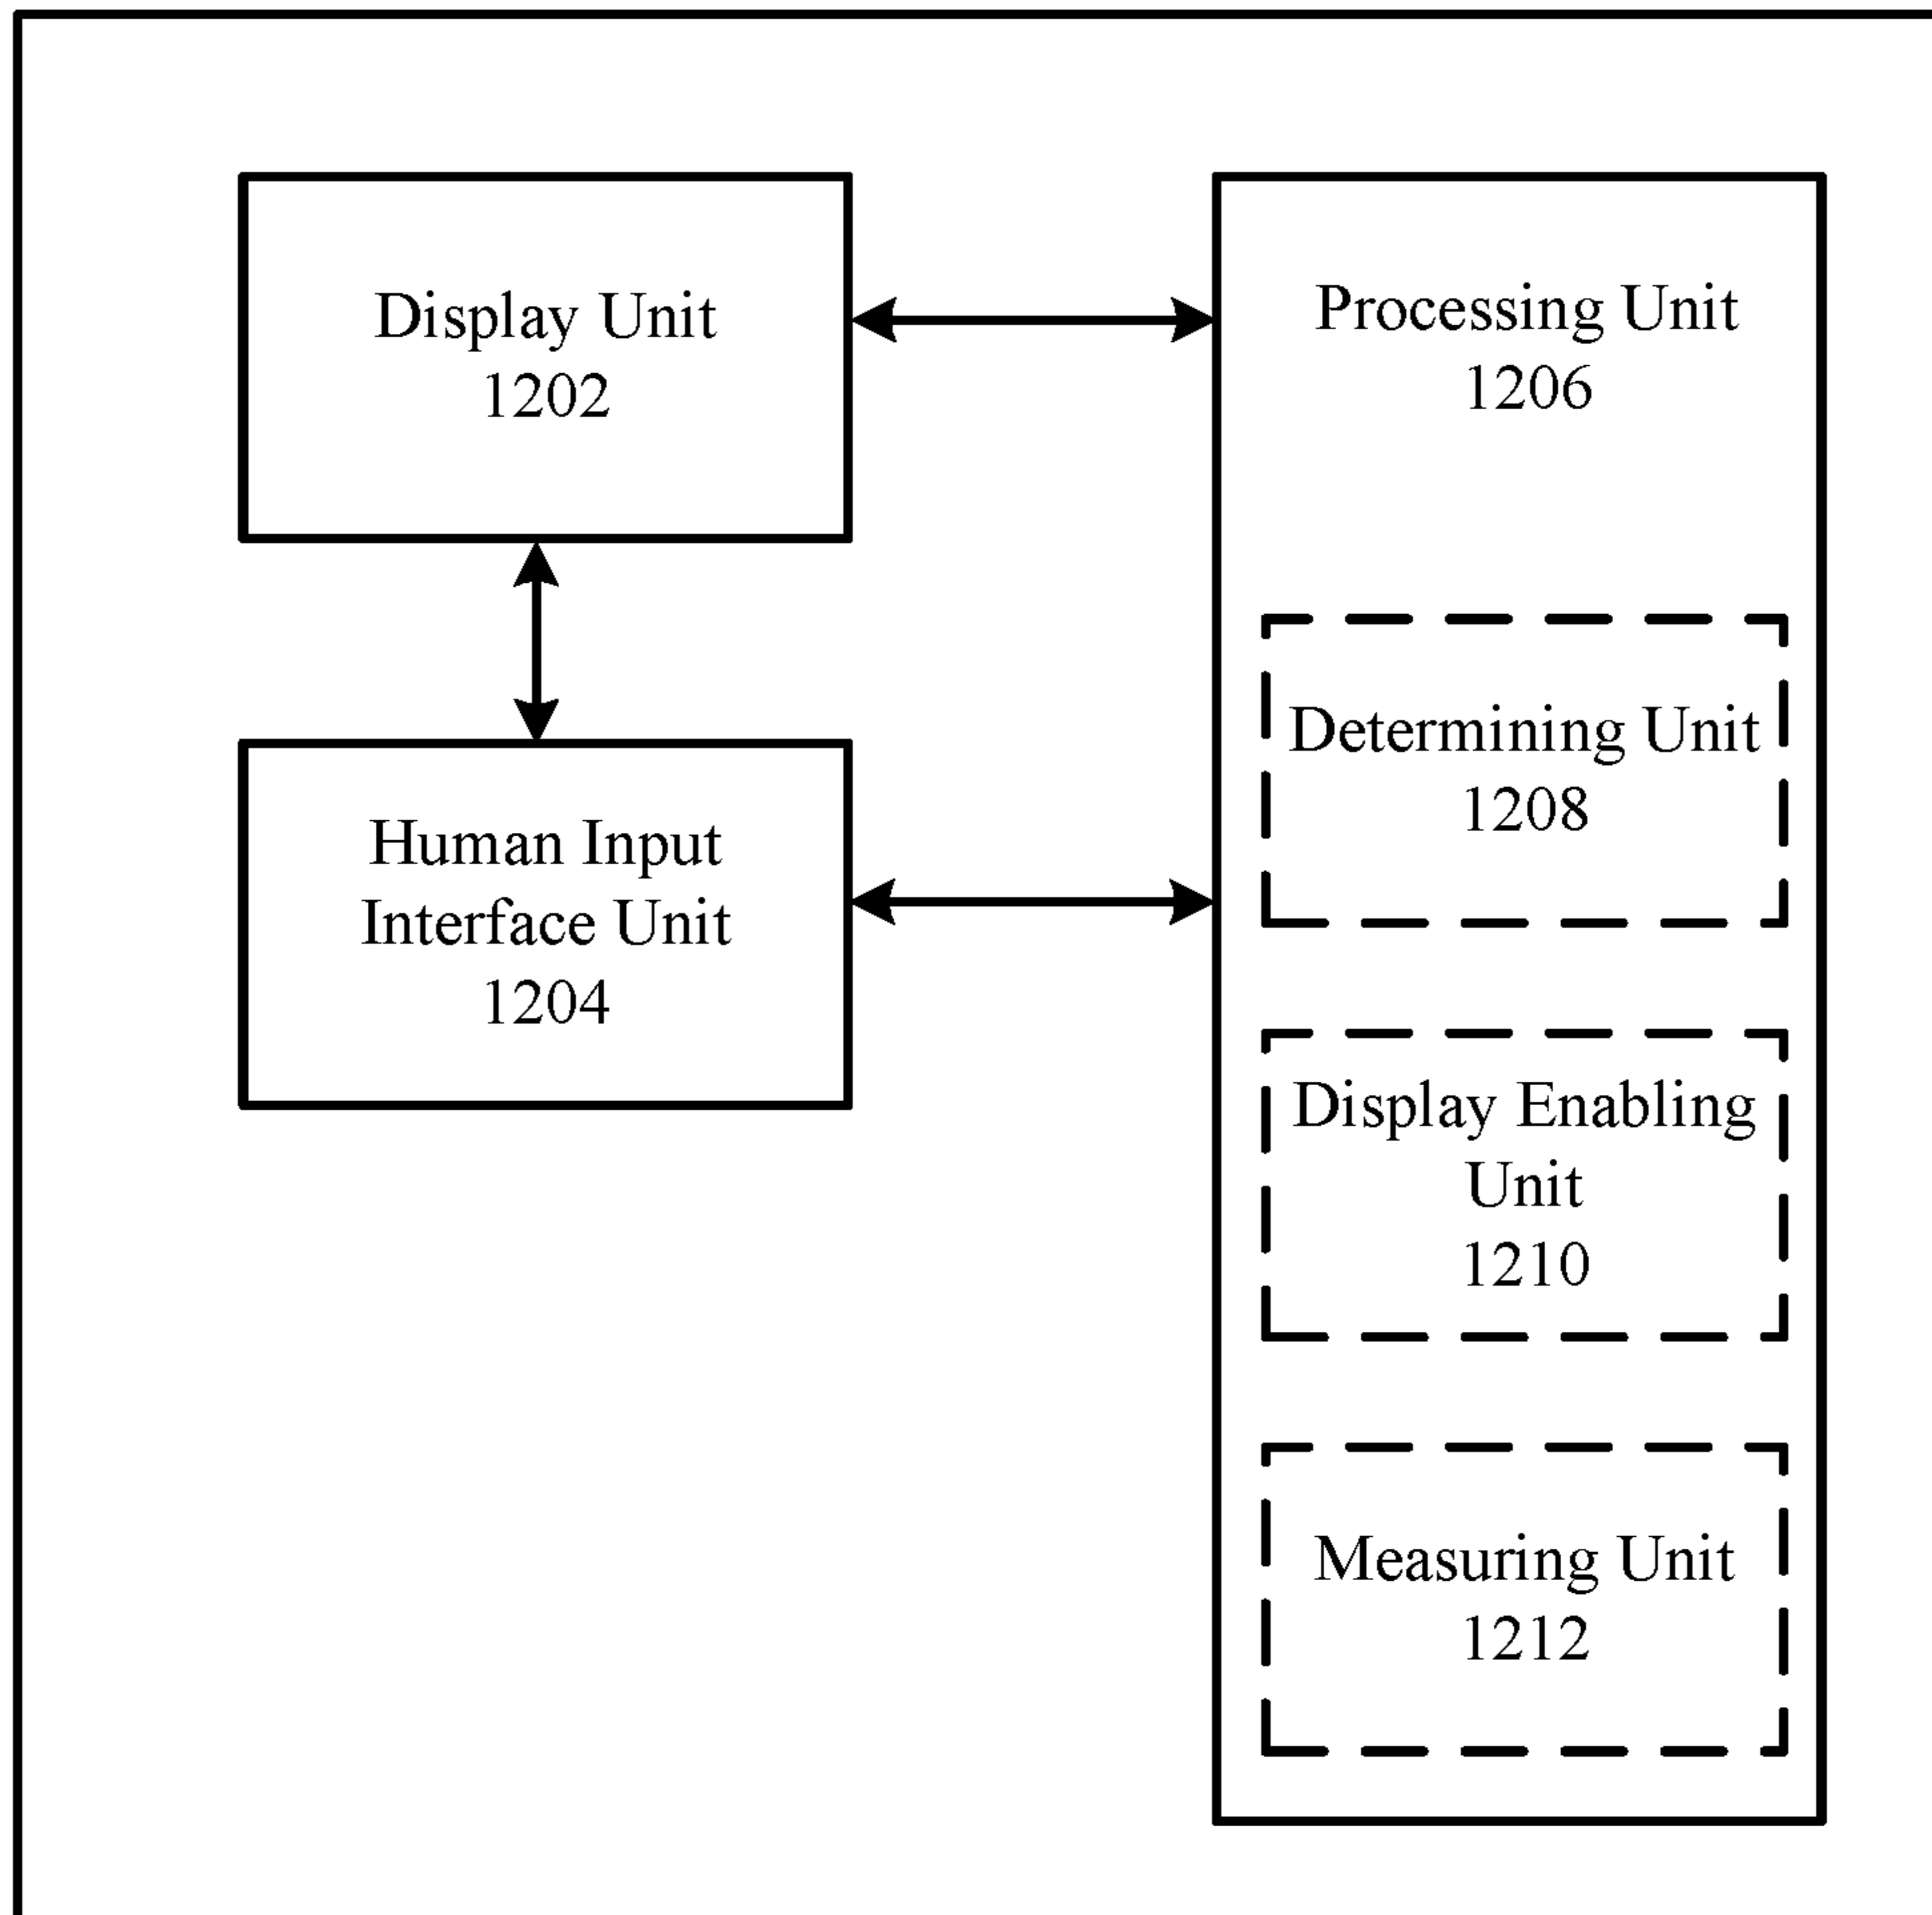 Display Unit
1202
Human Input
Interface Unit
1204
Processing Unit
1206
Determining Unit
1208
Display Enabling
Unit
1210
Measuring Unit
1212